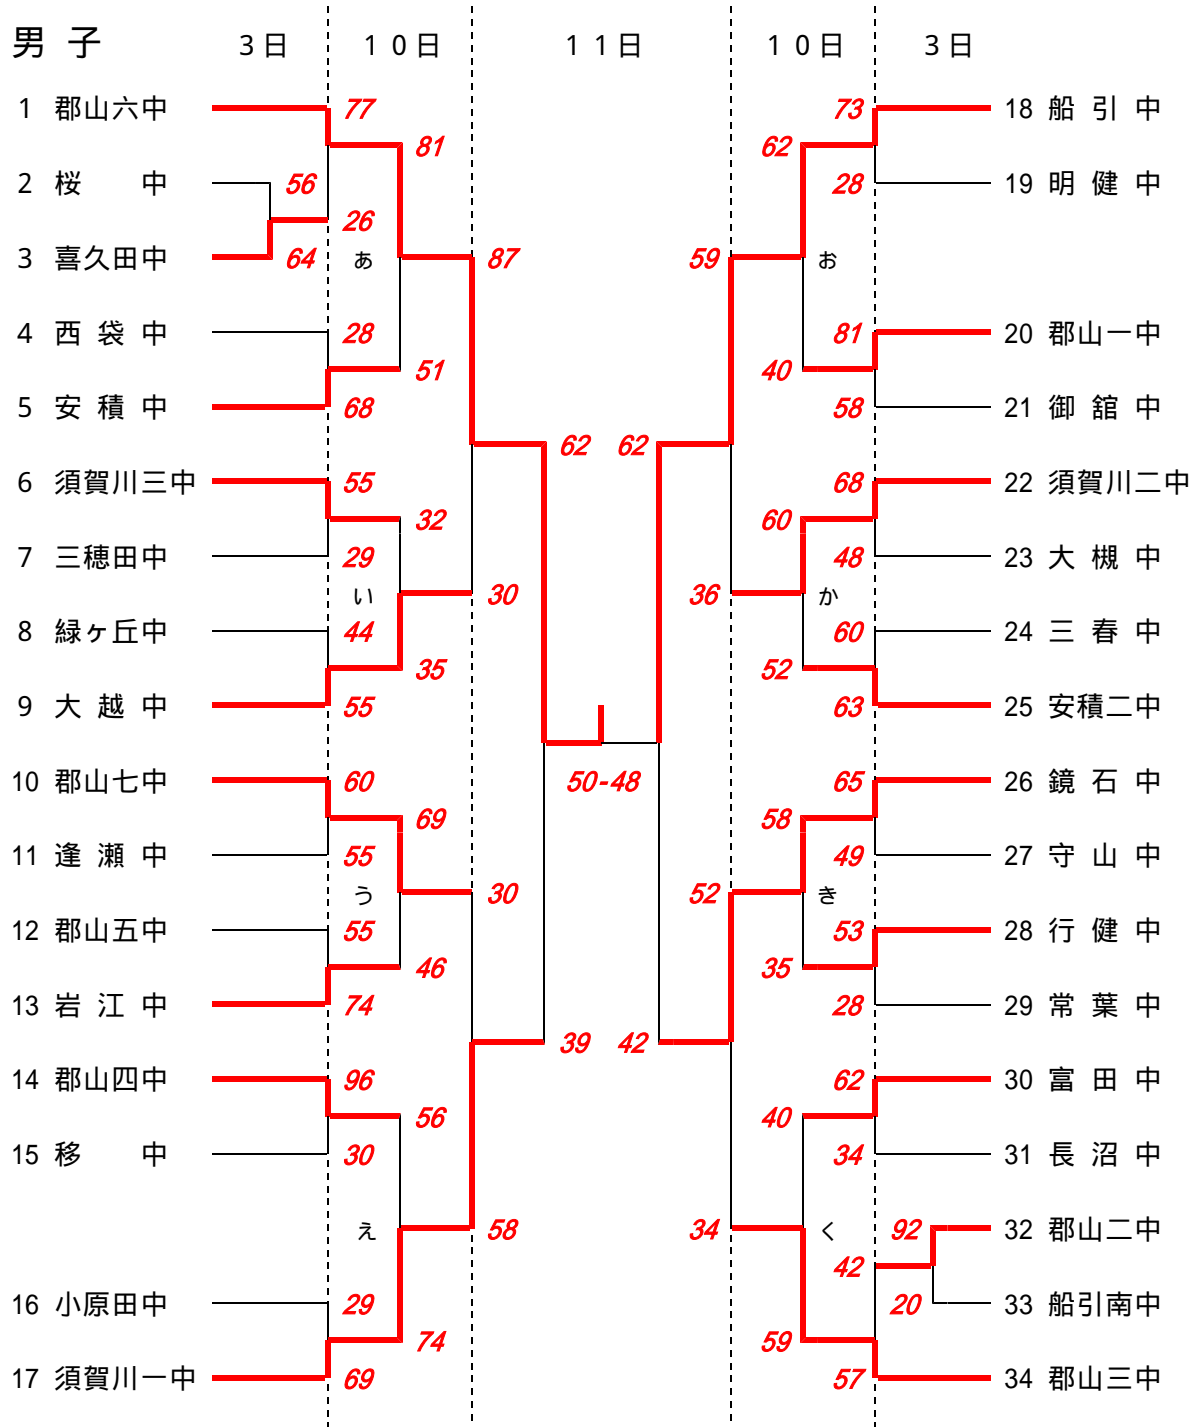 男 子 3日 １０日 １１日 １０日 3日
1 郡山六中 77 73 18 船 引 中
81 62
2 桜 中 56 28 19 明 健 中
26
3 喜久田中 64 あ 87 59 お
4 西 袋 中 28 81 20 郡山一中
51 40
5 安 積 中 68 58 21 御 舘 中
62 62
6 須賀川三中 55 68 22 須賀川二中
32 60
7 三穂田中 29 48 23 大 槻 中
い 30 36 か
8 緑ヶ丘中 44 60 24 三 春 中
35 52
9 大 越 中 55 63 25 安積二中
10 郡山七中 60 50-48 65 26 鏡 石 中
69 58
11 逢 瀬 中 55 49 27 守 山 中
う 30 52 き
12 郡山五中 55 53 28 行 健 中
46 35
13 岩 江 中 74 28 29 常 葉 中
39 42
14 郡山四中 96 62 30 富 田 中
56 40
15 移 中 30 34 31 長 沼 中
え 58 34 く 92 32 郡山二中
42
16 小原田中 29 20 33 船引南中
74 59
17 須賀川一中 69 57 34 郡山三中